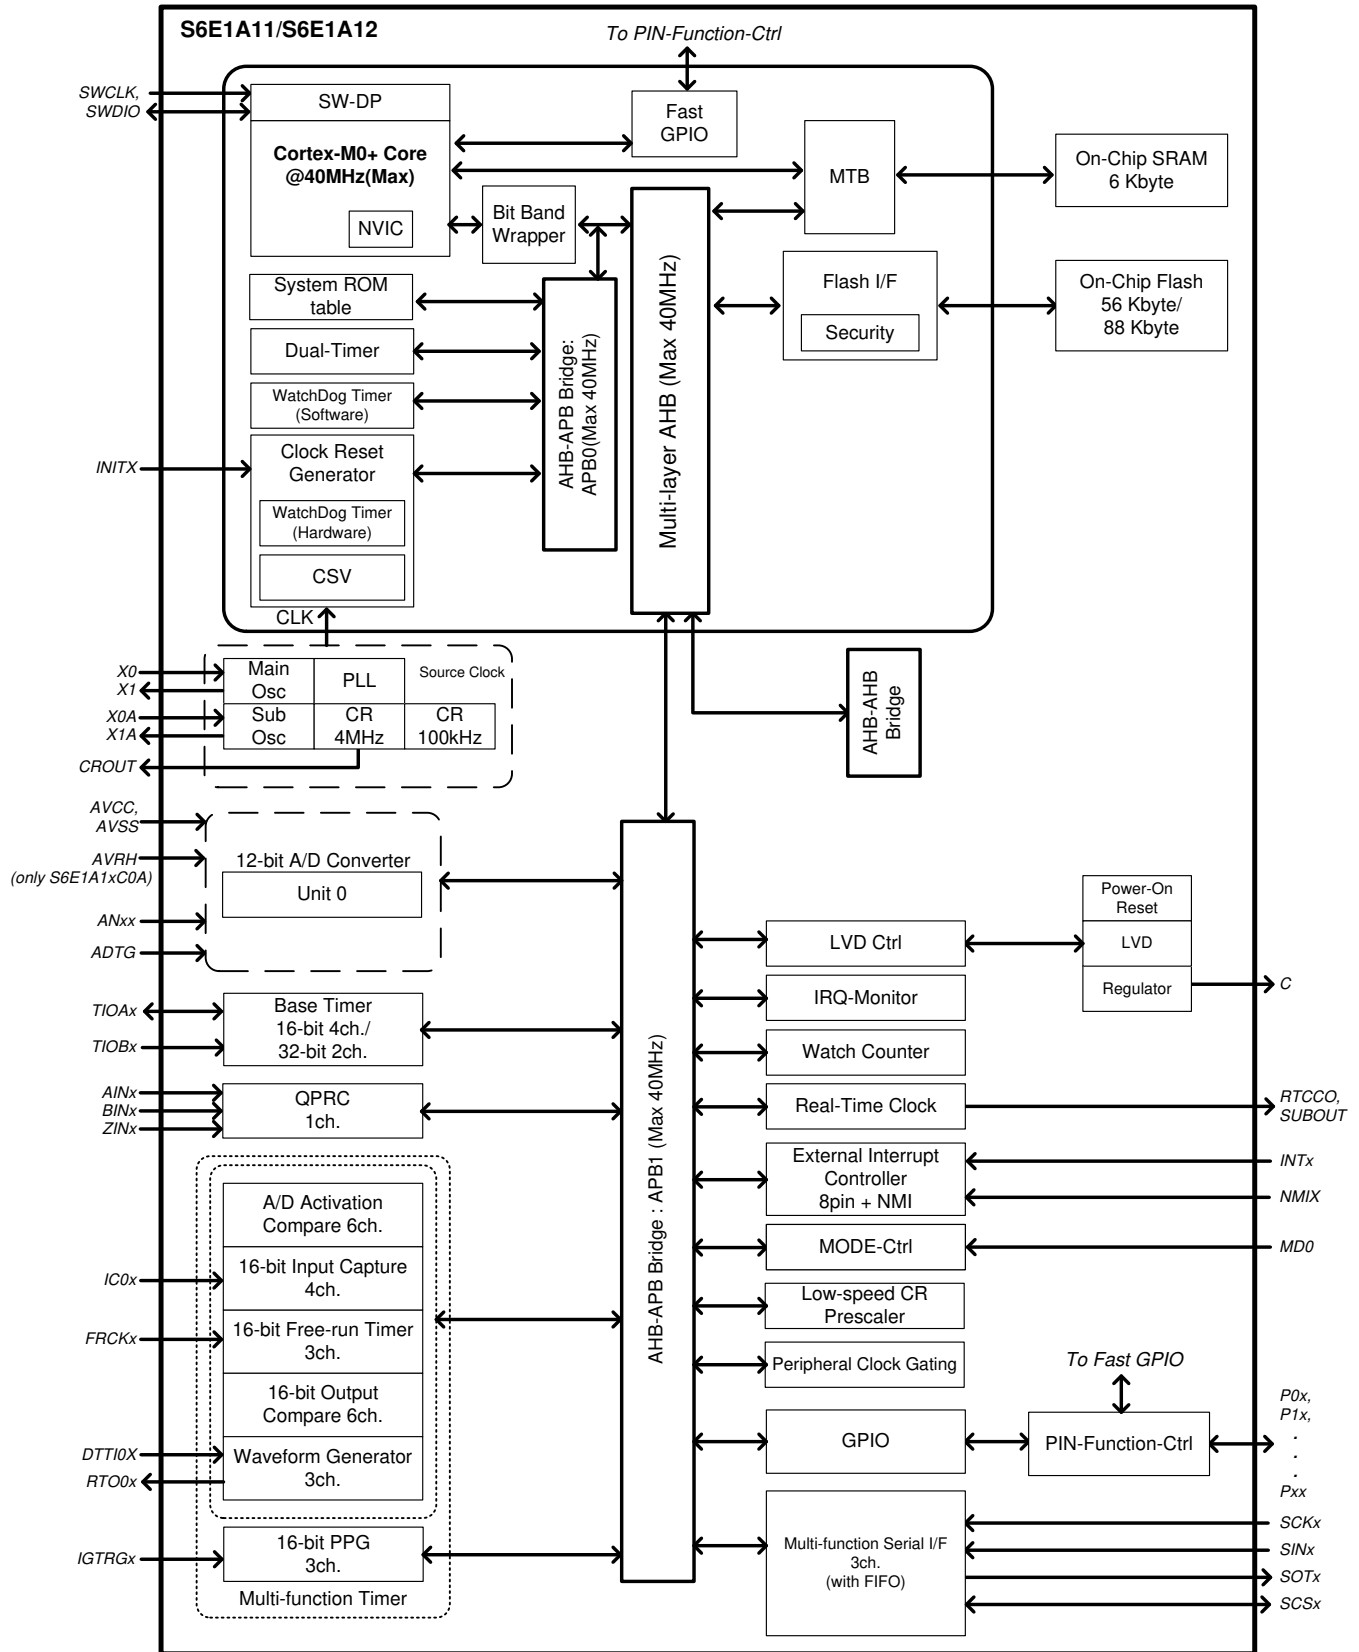 S6E1A11/S6E1A12
To PIN-Function-Ctrl
SWCLK,
SWDIO
SW-DP
Cortex-M0+ Core
@40MHz(Max)
NVIC
Fast
GPIO
MTB
On-Chip SRAM
6 Kbyte
Bit Band
Wrapper
System ROM
table
Dual-Timer
WatchDog Timer
(Software)
INITX
Clock Reset
Generator
WatchDog Timer
(Hardware)
CSV
CLK
AHB-APB Bridge:
APB0(Max 40MHz)
Multi-layer AHB (Max 40MHz)
Flash I/F
Security
On-Chip Flash
56 Kbyte/
88 Kbyte
X0
X1
X0A
X1A
CROUT
Main
Osc
PLL
Source Clock
Sub
Osc
CR
4MHz
CR
100kHz
AHB-AHB
Bridge
AVCC,
AVSS
AVRH
(only S6E1A1xC0A)
ANxx
ADTG
12-bit A/D Converter
Unit 0
TIOAx
TIOBx
Base Timer
16-bit 4ch./
32-bit 2ch.
AINx
BINx
ZINx
QPRC
1ch.
A/D Activation
Compare 6ch.
IC0x
16-bit Input Capture
4ch.
FRCKx
16-bit Free-run Timer
3ch.
16-bit Output
Compare 6ch.
DTTI0X
RTO0x
Waveform Generator
3ch.
IGTRGx
16-bit PPG
3ch.
Multi-function Timer
AHB-APB Bridge : APB1 (Max 40MHz)
LVD Ctrl
Power-On
Reset
LVD
Regulator
C
IRQ-Monitor
Watch Counter
Real-Time Clock
RTCCO,
SUBOUT
External Interrupt
Controller
8pin + NMI
INTx
NMIX
MODE-Ctrl
MD0
Low-speed CR
Prescaler
Peripheral Clock Gating
To Fast GPIO
GPIO
PIN-Function-Ctrl
P0x,
P1x,
.
.
.
Pxx
Multi-function Serial I/F
3ch.
(with FIFO)
SCKx
SINx
SOTx
SCSx